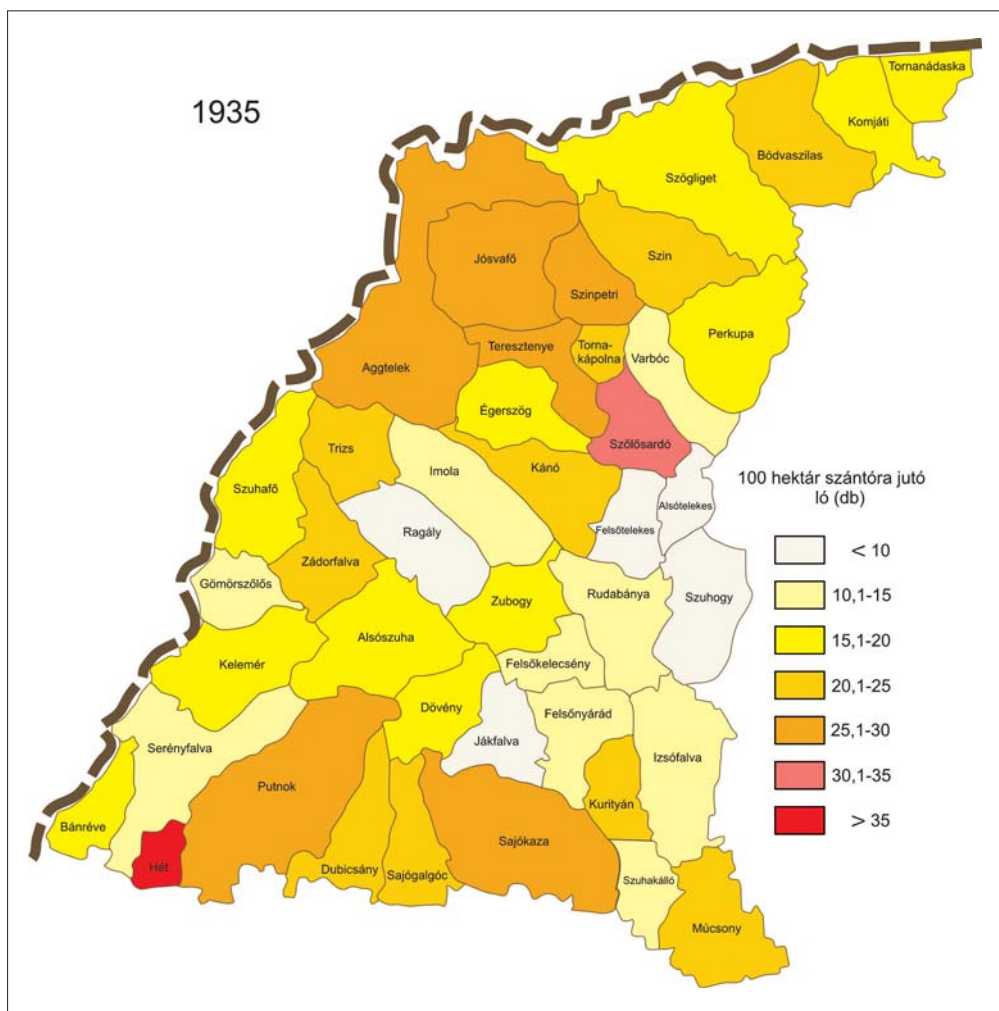 1935
Tornanádaska
Komjáti
Bódvaszilas
Szögliget
Jósvafő
Szin
Szinpetri
Perkupa
Aggtelek
Teresztenye
Torna-
kápolna
Varbóc
Égerszög
Szőlősardó
Trizs
Imola
Kánó
Szuhafő
Ragály
Felsőtelekes
Alsótelekes
Zádorfalva
Gömörszőlős
Zubogy
Rudabánya
Szuhogy
Alsószuha
Kelemér
Felsőkelecsény
Dövény
Felsőnyárád
Jákfalva
Serényfalva
Izsófalva
Putnok
Kurityán
Bánréve
Sajókaza
Hét
Dubicsány
Sajógalgóc
Szuhakálló
Múcsony
100 hektár szántóra jutó
ló (db)
< 10
10,1-15
15,1-20
20,1-25
25,1-30
30,1-35
> 35